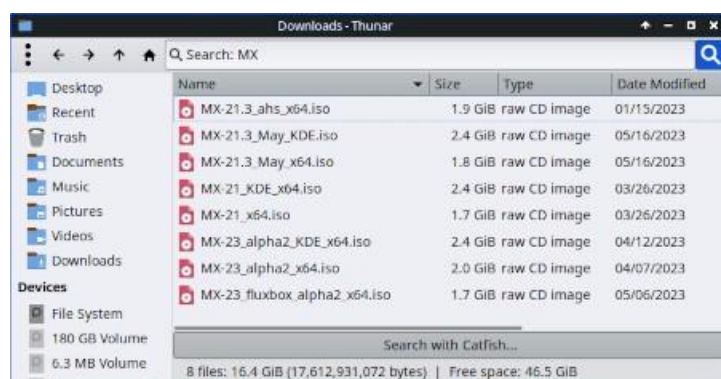 Downloads - Thunar
Search: MX
Desktop
Recent
Trash
Documents
Music
Pictures
Videos
Downloads
Devices
File System
180 GB Volume
6.3 MB Volume
Name Size Type Date Modified
MX-21.3_ahs_x64.iso 1.9 GiB raw CD image 01/15/2023
MX-21.3_May_KDE.iso 2.4 GiB raw CD image 05/16/2023
MX-21.3_May_x64.iso 1.8 GiB raw CD image 05/16/2023
MX-21_KDE_x64.iso 2.4 GiB raw CD image 03/26/2023
MX-21_x64.iso 1.7 GiB raw CD image 03/26/2023
MX-23_alpha2_KDE_x64.iso 2.4 GiB raw CD image 04/12/2023
MX-23_alpha2_x64.iso 2.0 GiB raw CD image 04/07/2023
MX-23_fluxbox_alpha2_x64.iso 1.7 GiB raw CD image 05/06/2023
Search with Catfish...
8 files: 16.4 GiB (17,612,931,072 bytes) | Free space: 46.5 GiB